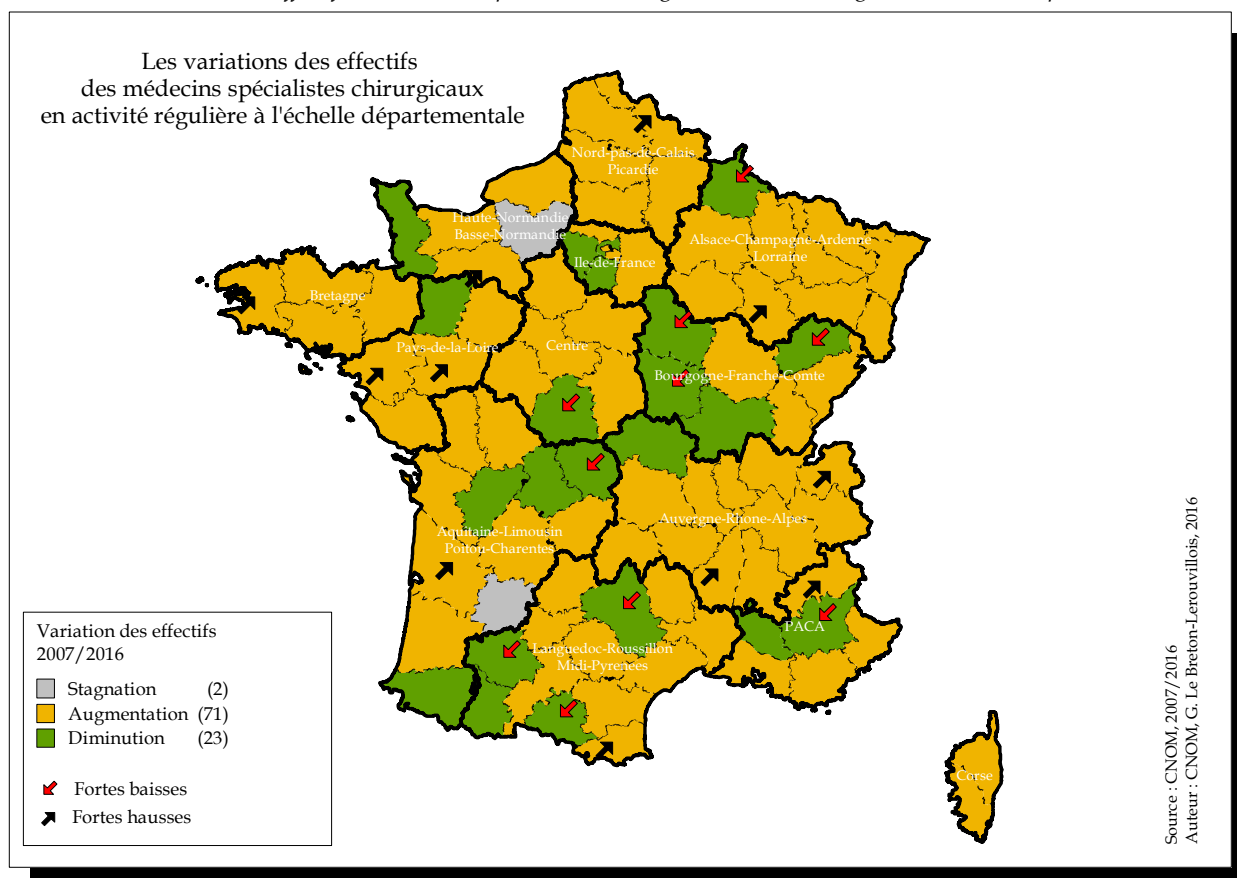 Les variations des effectifs
des médecins spécialistes chirurgicaux
en activité régulière à l'échelle départementale
Nord-pas-de-Calais
Picardie
Haute-Normandie
Basse-Normandie
Ile-de-France
Alsace-Champagne-Ardenne
Lorraine
Bretagne
Pays-de-la-Loire
Centre
Bourgogne-Franche-Comte
Auvergne-Rhone-Alpes
Aquitaine-Limousin
Poitou-Charentes
Languedoc-Roussillon
Midi-Pyrenees
PACA
Corse
Variation des effectifs
2007/2016
Stagnation (2)
Augmentation (71)
Diminution (23)
Fortes baisses
Fortes hausses
Source : CNOM, 2007/2016
Auteur : CNOM, G. Le Breton-Lerouvillois, 2016